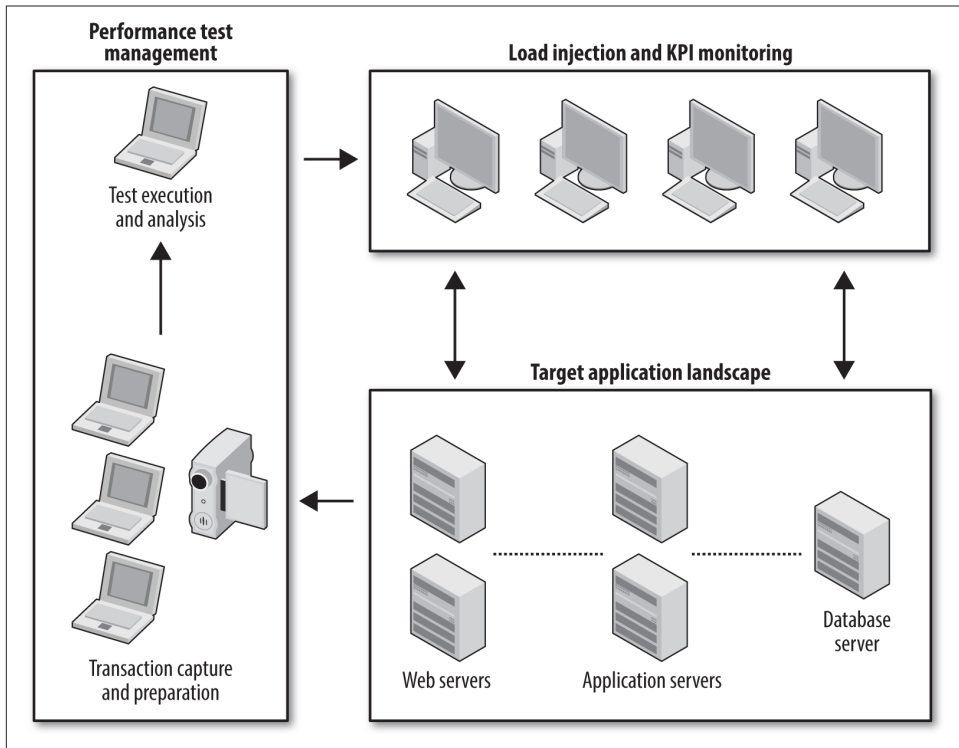 Performance test
management
Test execution
and analysis
Transaction capture
and preparation
Load injection and KPI monitoring
Target application landscape
Web servers
Application servers
Database
server